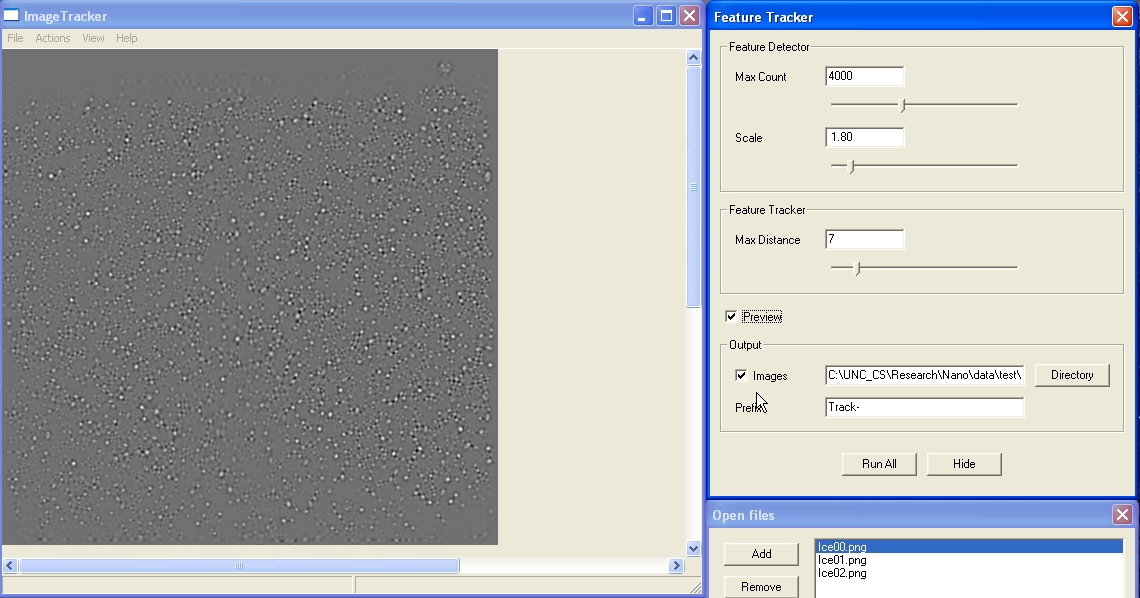 ImageTracker
File Actions View Help
Feature Tracker
Feature Detector
Max Count 4000
Scale 1.80
Feature Tracker
Max Distance 7
Preview
Output
Images C:\UNC_CS\Research\Nano\data\test\ Directory
Prefix Track-
Run All Hide
Open files
Add
Remove
Ice00.png
Ice01.png
Ice02.png